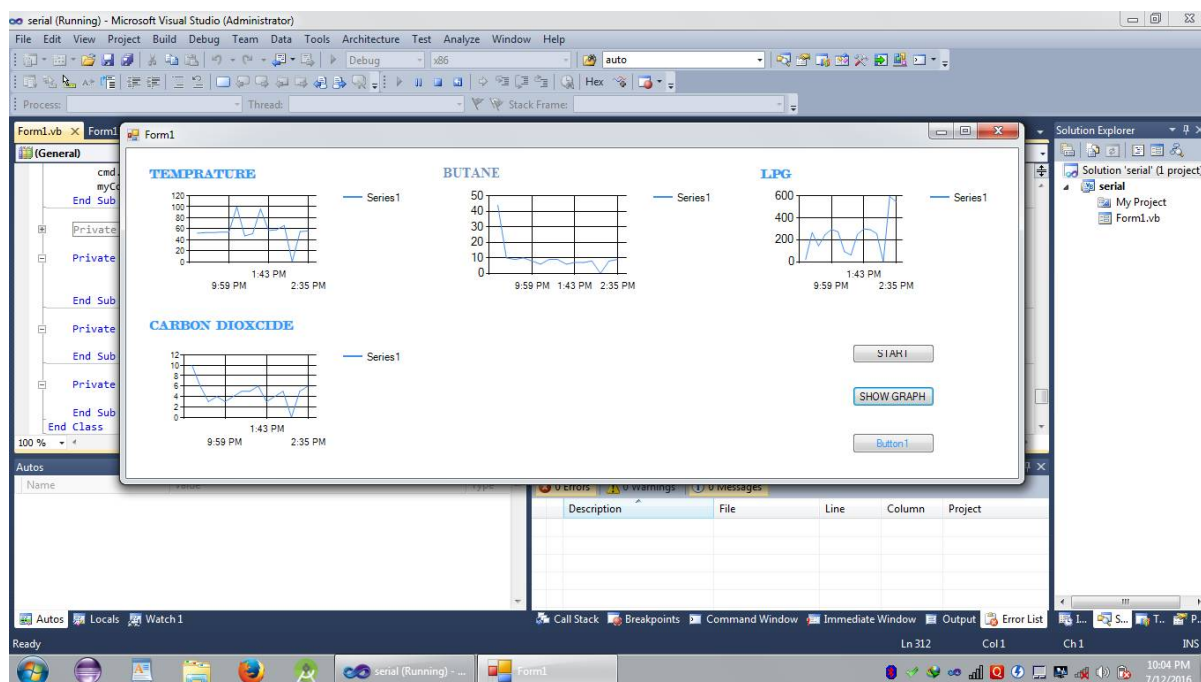 serial (Running) - Microsoft Visual Studio (Administrator)
File Edit View Project Build Debug Team Data Tools Architecture Test Analyze Window Help
Debug x86 auto
Hex
Process: Thread: Stack Frame:
Form1.vb Form1
Form1
Solution Explorer
(General)
Solution 'serial' (1 project)
serial
My Project
Form1.vb
cmd.
myCo
End Sub
Private
Private
End Sub
Private
End Sub
Private
End Sub
End Class
100 %
TEMPRATURE
120
100
80
60
40
20
0
1:43 PM
9:59 PM 2:35 PM
Series1
BUTANE
50
40
30
20
10
0
9:59 PM 1:43 PM 2:35 PM
Series1
LPG
600
400
200
0
1:43 PM
9:59 PM 2:35 PM
Series1
CARBON DIOXCIDE
12
10
8
6
4
2
0
1:43 PM
9:59 PM 2:35 PM
Series1
START
SHOW GRAPH
Button1
Autos
Name Value Type
0 Errors 0 Warnings 0 Messages
Description File Line Column Project
Autos Locals Watch 1
Call Stack Breakpoints Command Window Immediate Window Output Error List
I... S... T... P...
Ready Ln 312 Col 1 Ch 1 INS
serial (Running) - ... Form1
10:04 PM
7/12/2016